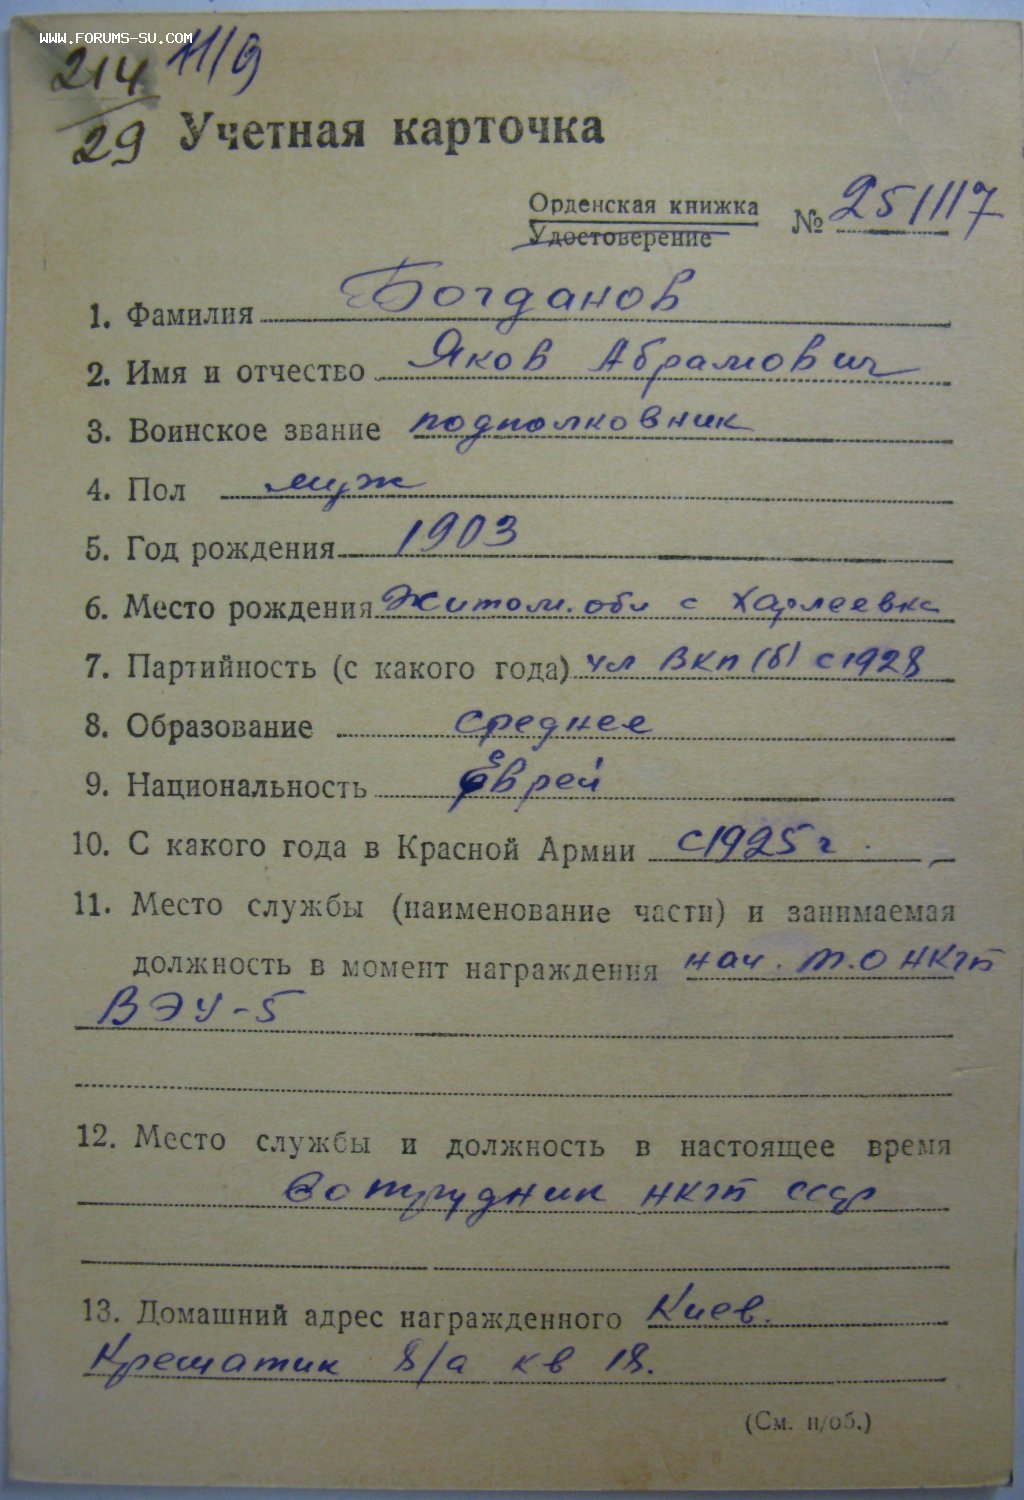 www.forums-su.com
214 11/9
29
Учетная карточка
Орденская книжка
Удостоверение № 251117
1. Фамилия Богданов
2. Имя и отчество Яков Абрамович
3. Воинское звание подполковник
4. Пол муж
5. Год рождения 1903
6. Место рождения Житом. обл с Харлеевка
7. Партийность (с какого года) чл ВКП(б) с 1928
8. Образование среднее
9. Национальность Еврей
10. С какого года в Красной Армии с 1925 г.
11. Место службы (наименование части) и занимаемая
должность в момент награждения нач. т.о НКГБ
ВЭУ-5
12. Место службы и должность в настоящее время
Сотрудник НКГБ ссср
13. Домашний адрес награжденного Киев.
Крещатик 8/а кв 18.
(См. н/об.)